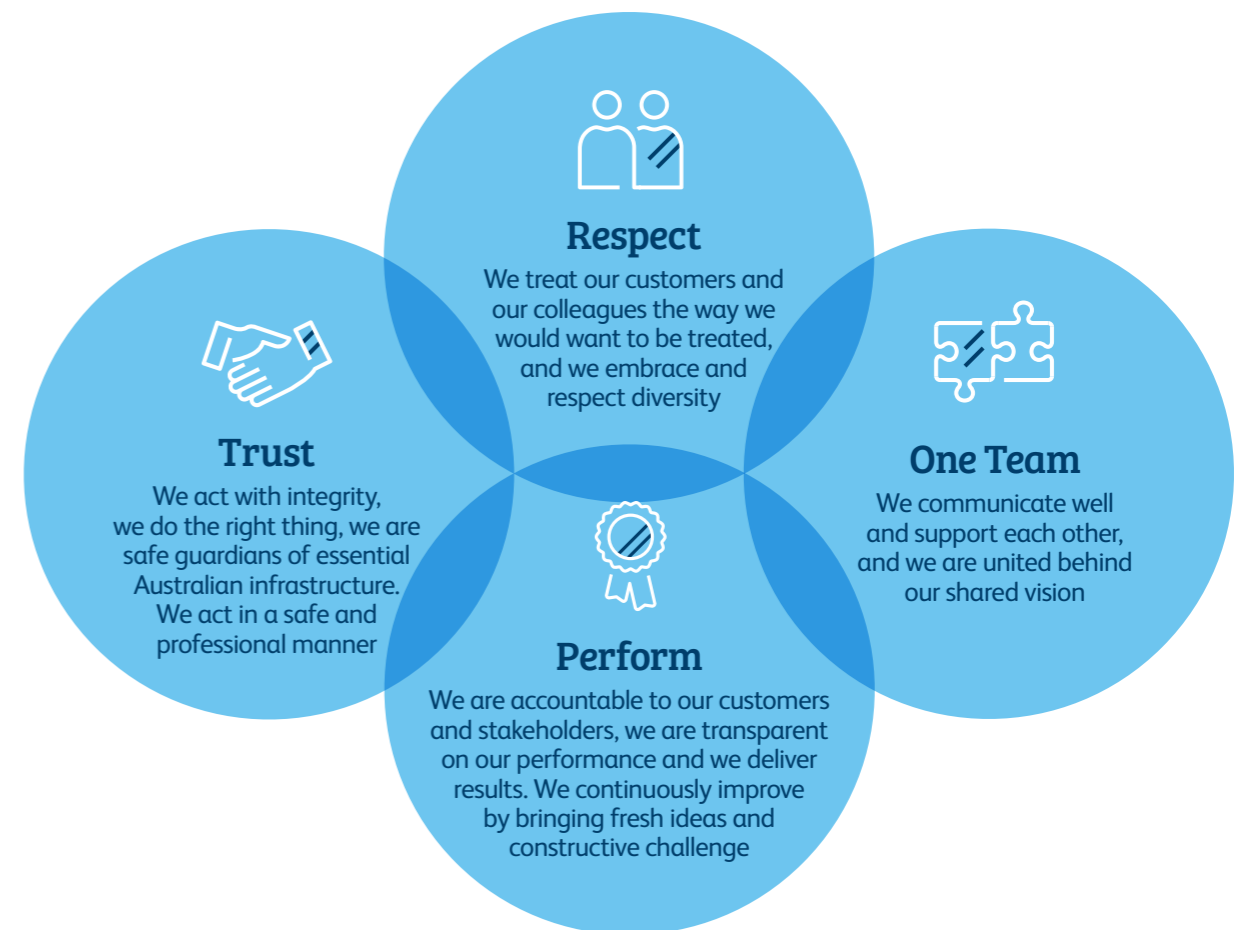 Respect
We treat our customers and
our colleagues the way we
would want to be treated,
and we embrace and
respect diversity
Trust
We act with integrity,
we do the right thing, we are
safe guardians of essential
Australian infrastructure.
We act in a safe and
professional manner
One Team
We communicate well
and support each other,
and we are united behind
our shared vision
Perform
We are accountable to our customers
and stakeholders, we are transparent
on our performance and we deliver
results. We continuously improve
by bringing fresh ideas and
constructive challenge